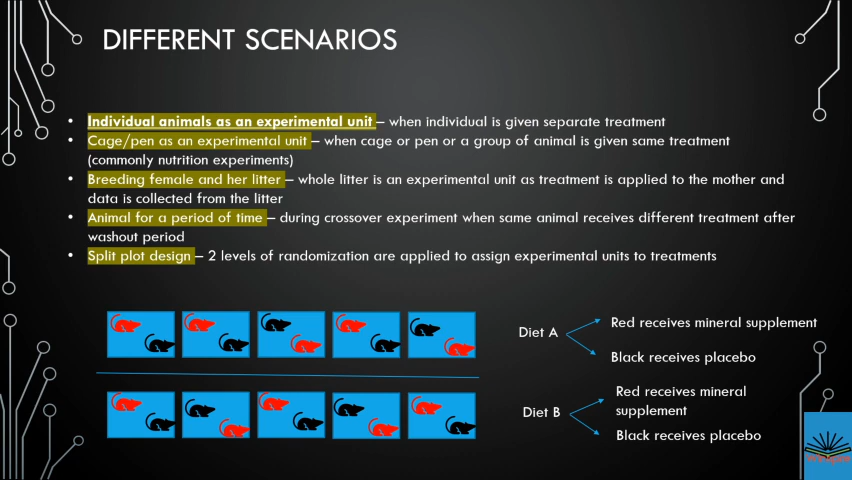 DIFFERENT SCENARIOS
• Individual animals as an experimental unit – when individual is given separate treatment
• Cage/pen as an experimental unit – when cage or pen or a group of animal is given same treatment
(commonly nutrition experiments)
• Breeding female and her litter – whole litter is an experimental unit as treatment is applied to the mother and
data is collected from the litter
• Animal for a period of time – during crossover experiment when same animal receives different treatment after
washout period
• Split plot design – 2 levels of randomization are applied to assign experimental units to treatments
Diet A
Red receives mineral supplement
Black receives placebo
Diet B
Red receives mineral
supplement
Black receives placebo